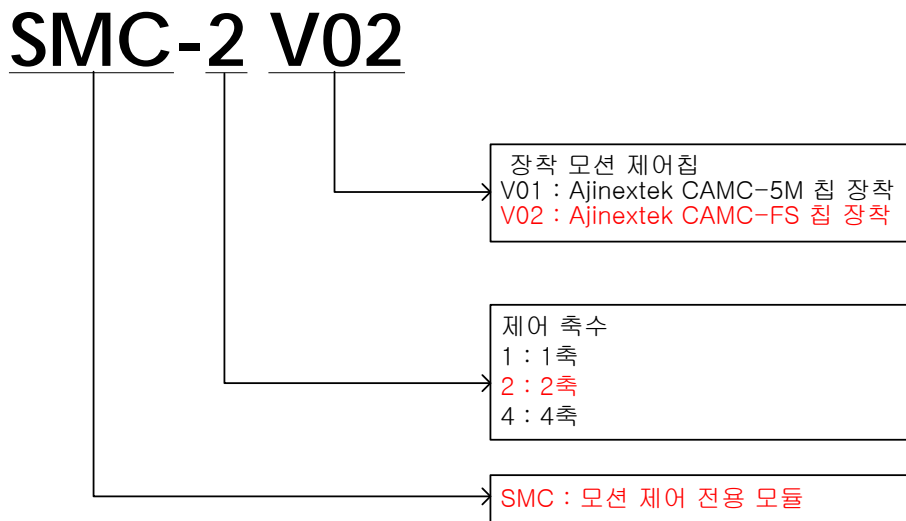 SMC-2 V02
장착 모션 제어칩
V01 : Ajinextek CAMC-5M 칩 장착
V02 : Ajinextek CAMC-FS 칩 장착
제어 축수
1 : 1축
2 : 2축
4 : 4축
SMC : 모션 제어 전용 모듈